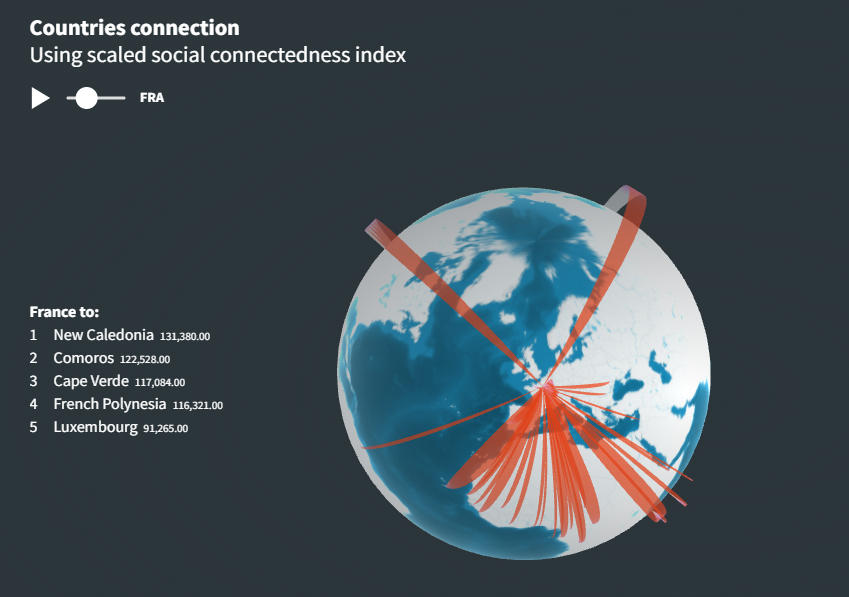 Countries connection
Using scaled social connectedness index
FRA
France to:
1 New Caledonia 131,380.00
2 Comoros 122,528.00
3 Cape Verde 117,084.00
4 French Polynesia 116,321.00
5 Luxembourg 91,265.00